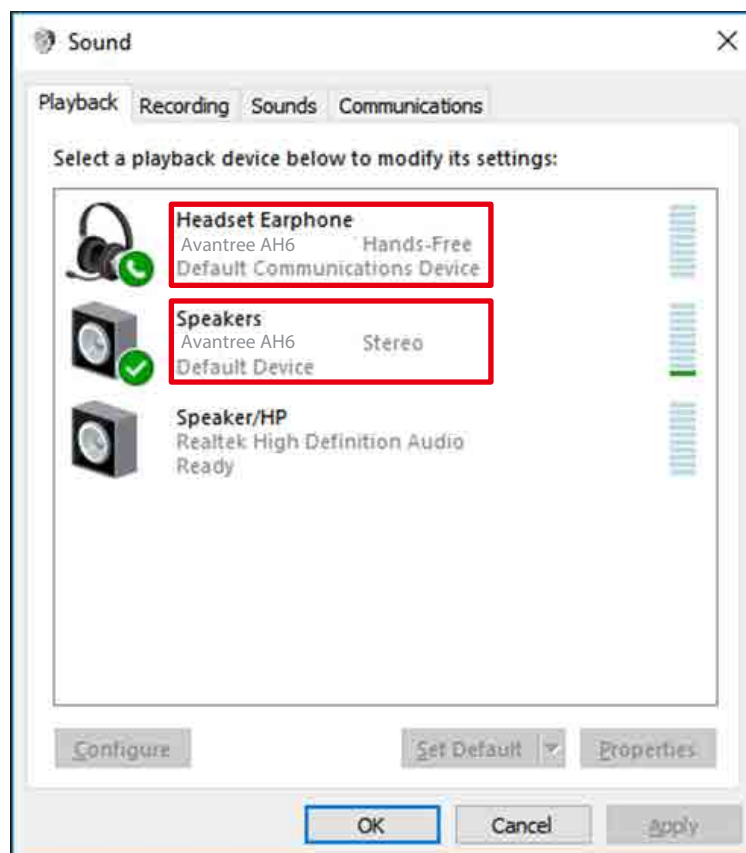 Sound
Playback Recording Sounds Communications
Select a playback device below to modify its settings:
Headset Earphone
Avantree AH6 Hands-Free
Default Communications Device
Speakers
Avantree AH6 Stereo
Default Device
Speaker/HP
Realtek High Definition Audio
Ready
Configure Set Default Properties
OK Cancel Apply